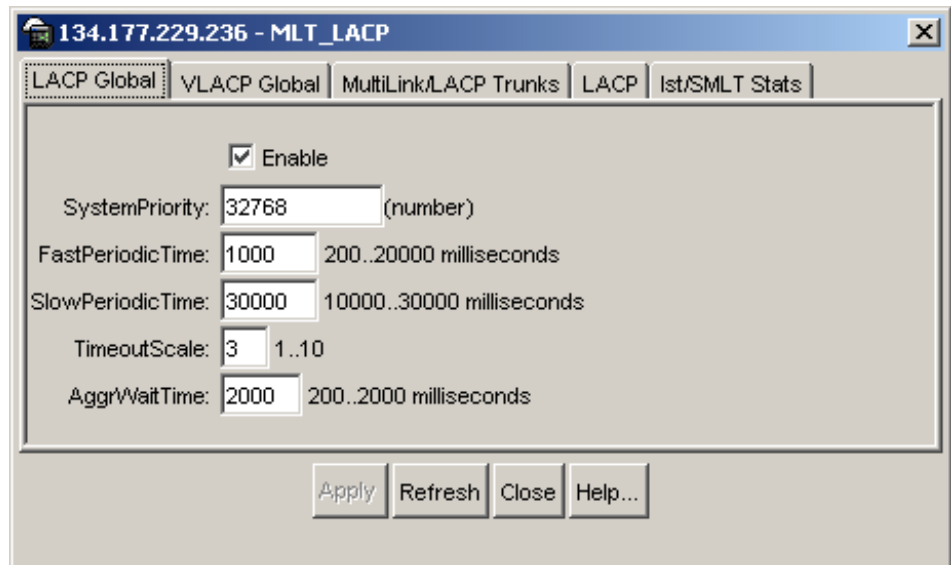 134.177.229.236 - MLT_LACP
LACP Global VLACP Global MultiLink/LACP Trunks LACP Ist/SMLT Stats
Enable
SystemPriority: 32768 (number)
FastPeriodicTime: 1000 200..20000 milliseconds
SlowPeriodicTime: 30000 10000..30000 milliseconds
TimeoutScale: 3 1..10
AggrWaitTime: 2000 200..2000 milliseconds
Apply Refresh Close Help...